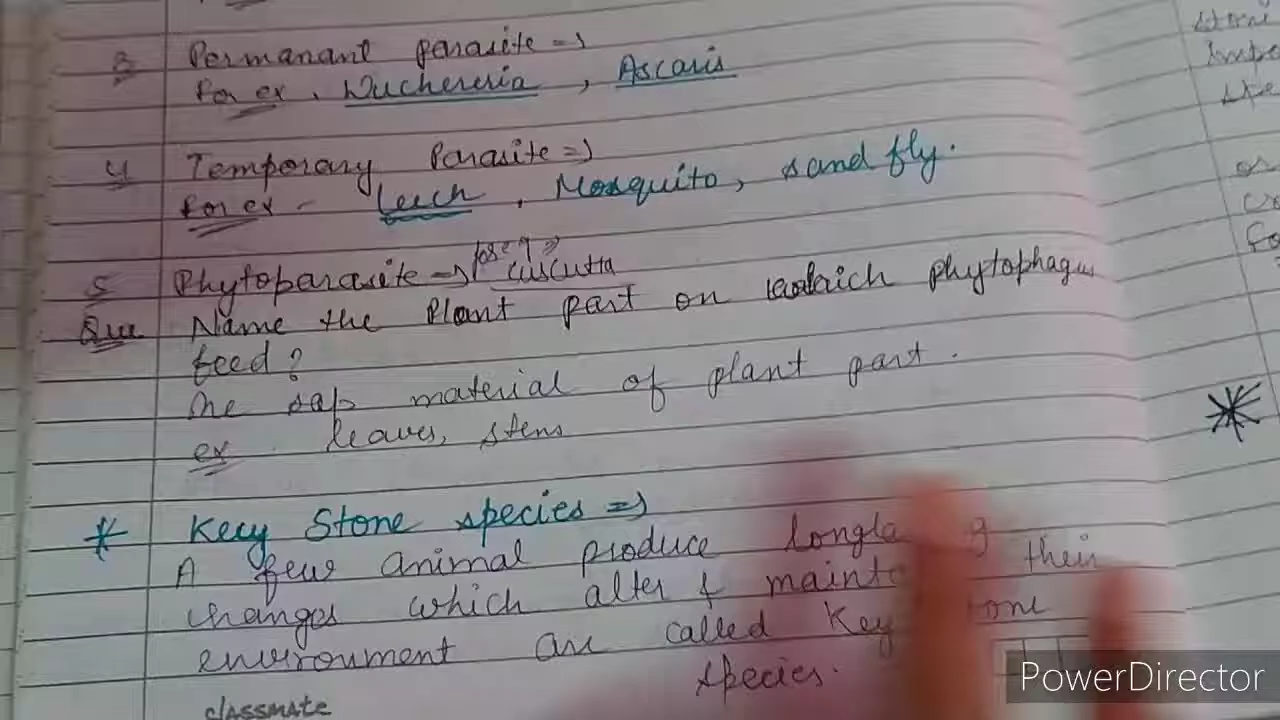 3 Permanant parasite =>
for ex. Wuchereria, Ascaris
4 Temporary Parasite =>
for ex - leech, Mosquito, sand fly.
5 Phytoparasite => for eg => cuscutta
Que Name the Plant part on which phytophagus
feed?
The sap material of plant part.
ex. leaves, stem
* Key Stone species =>
A few animal produce their
changes which alter & 
environment are called Key
species.
classmate
PowerDirector